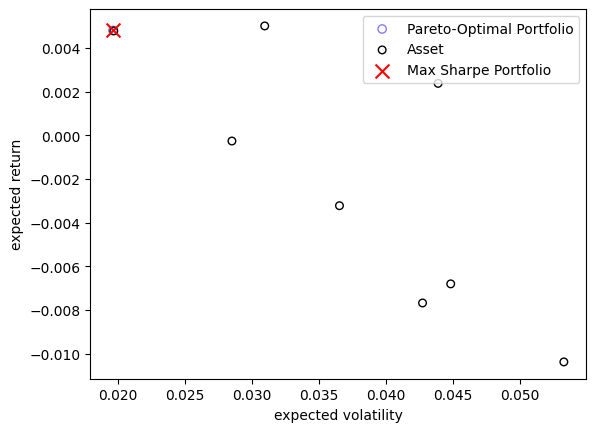 Pareto-Optimal Portfolio
Asset
Max Sharpe Portfolio
0.004
0.002
0.000
−0.002
−0.004
−0.006
−0.008
−0.010
expected return
0.020 0.025 0.030 0.035 0.040 0.045 0.050
expected volatility